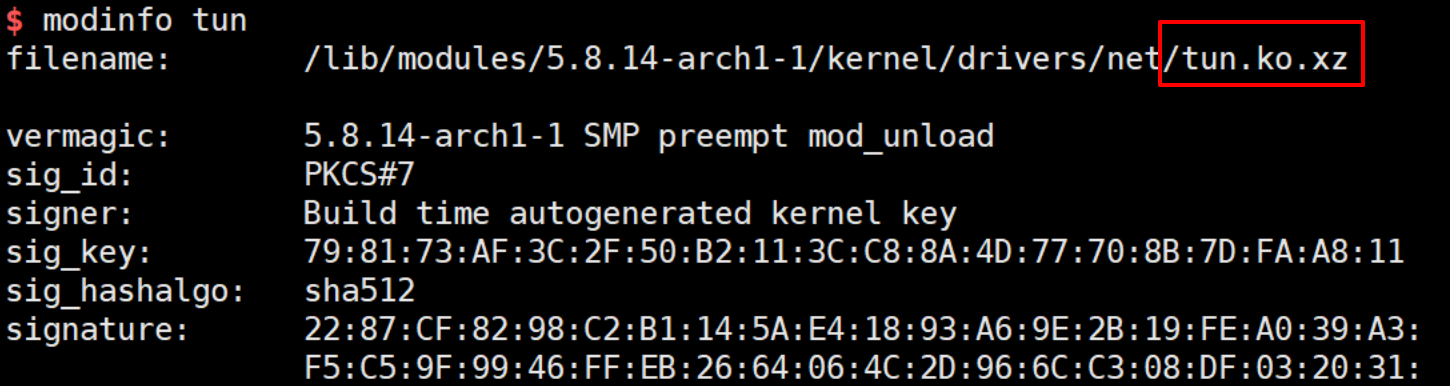 $ modinfo tun
filename: /lib/modules/5.8.14-arch1-1/kernel/drivers/net/tun.ko.xz
vermagic: 5.8.14-arch1-1 SMP preempt mod_unload
sig_id: PKCS#7
signer: Build time autogenerated kernel key
sig_key: 79:81:73:AF:3C:2F:50:B2:11:3C:C8:8A:4D:77:70:8B:7D:FA:A8:11
sig_hashalgo: sha512
signature: 22:87:CF:82:98:C2:B1:14:5A:E4:18:93:A6:9E:2B:19:FE:A0:39:A3:
F5:C5:9F:99:46:FF:EB:26:64:06:4C:2D:96:6C:C3:08:DF:03:20:31: